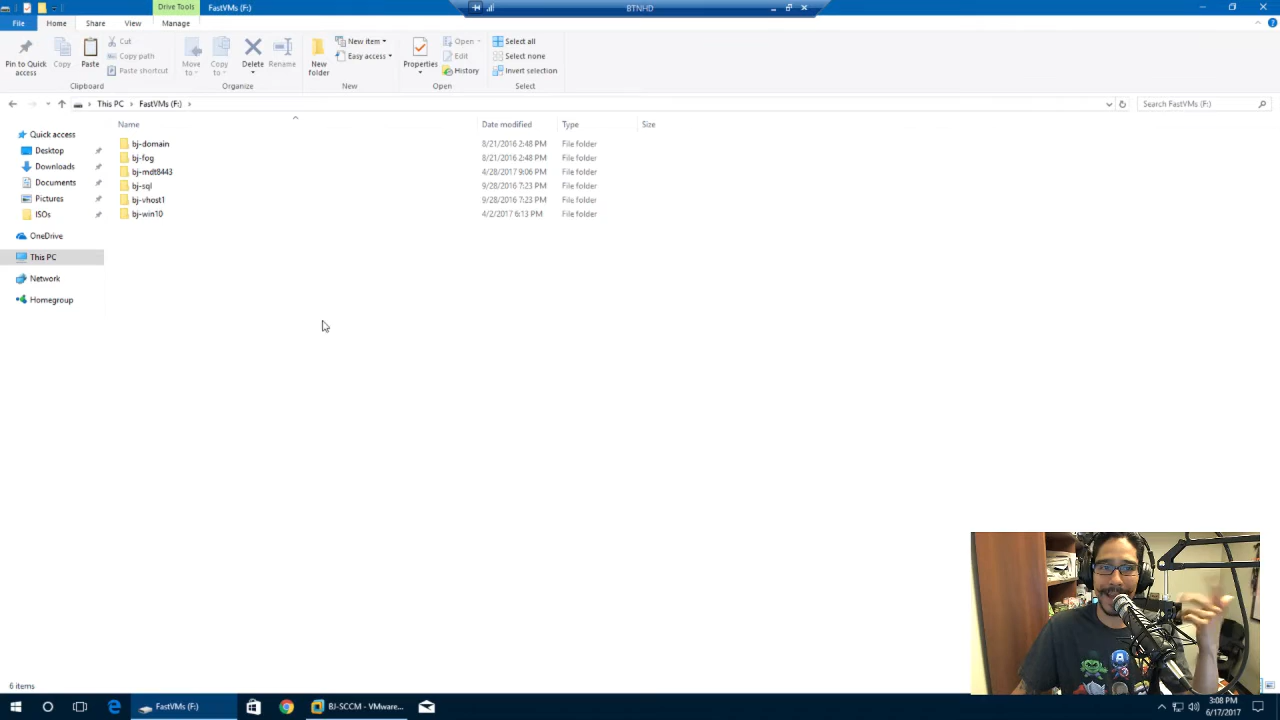 Drive Tools
FastVMs (F:)
BTNHD
File
Home
Share
View
Manage
Pin to Quick access
Copy
Paste
Cut
Copy path
Paste shortcut
Clipboard
Move to
Copy to
Delete
Rename
Organize
New folder
New item
Easy access
New
Properties
Open
Edit
History
Open
Select all
Select none
Invert selection
Select
This PC > FastVMs (F:) >
Search FastVMs (F:)
Name
Date modified
Type
Size
Quick access
Desktop
Downloads
Documents
Pictures
ISOs
OneDrive
This PC
Network
Homegroup
bj-domain 8/21/2016 2:48 PM File folder
bj-fog 8/21/2016 2:48 PM File folder
bj-mdt8443 4/28/2017 9:06 PM File folder
bj-sql 9/28/2016 7:23 PM File folder
bj-vhost1 9/28/2016 7:23 PM File folder
bj-win10 4/2/2017 6:13 PM File folder
6 items
FastVMs (F:)
BJ-SCCM - VMware...
3:08 PM
6/17/2017